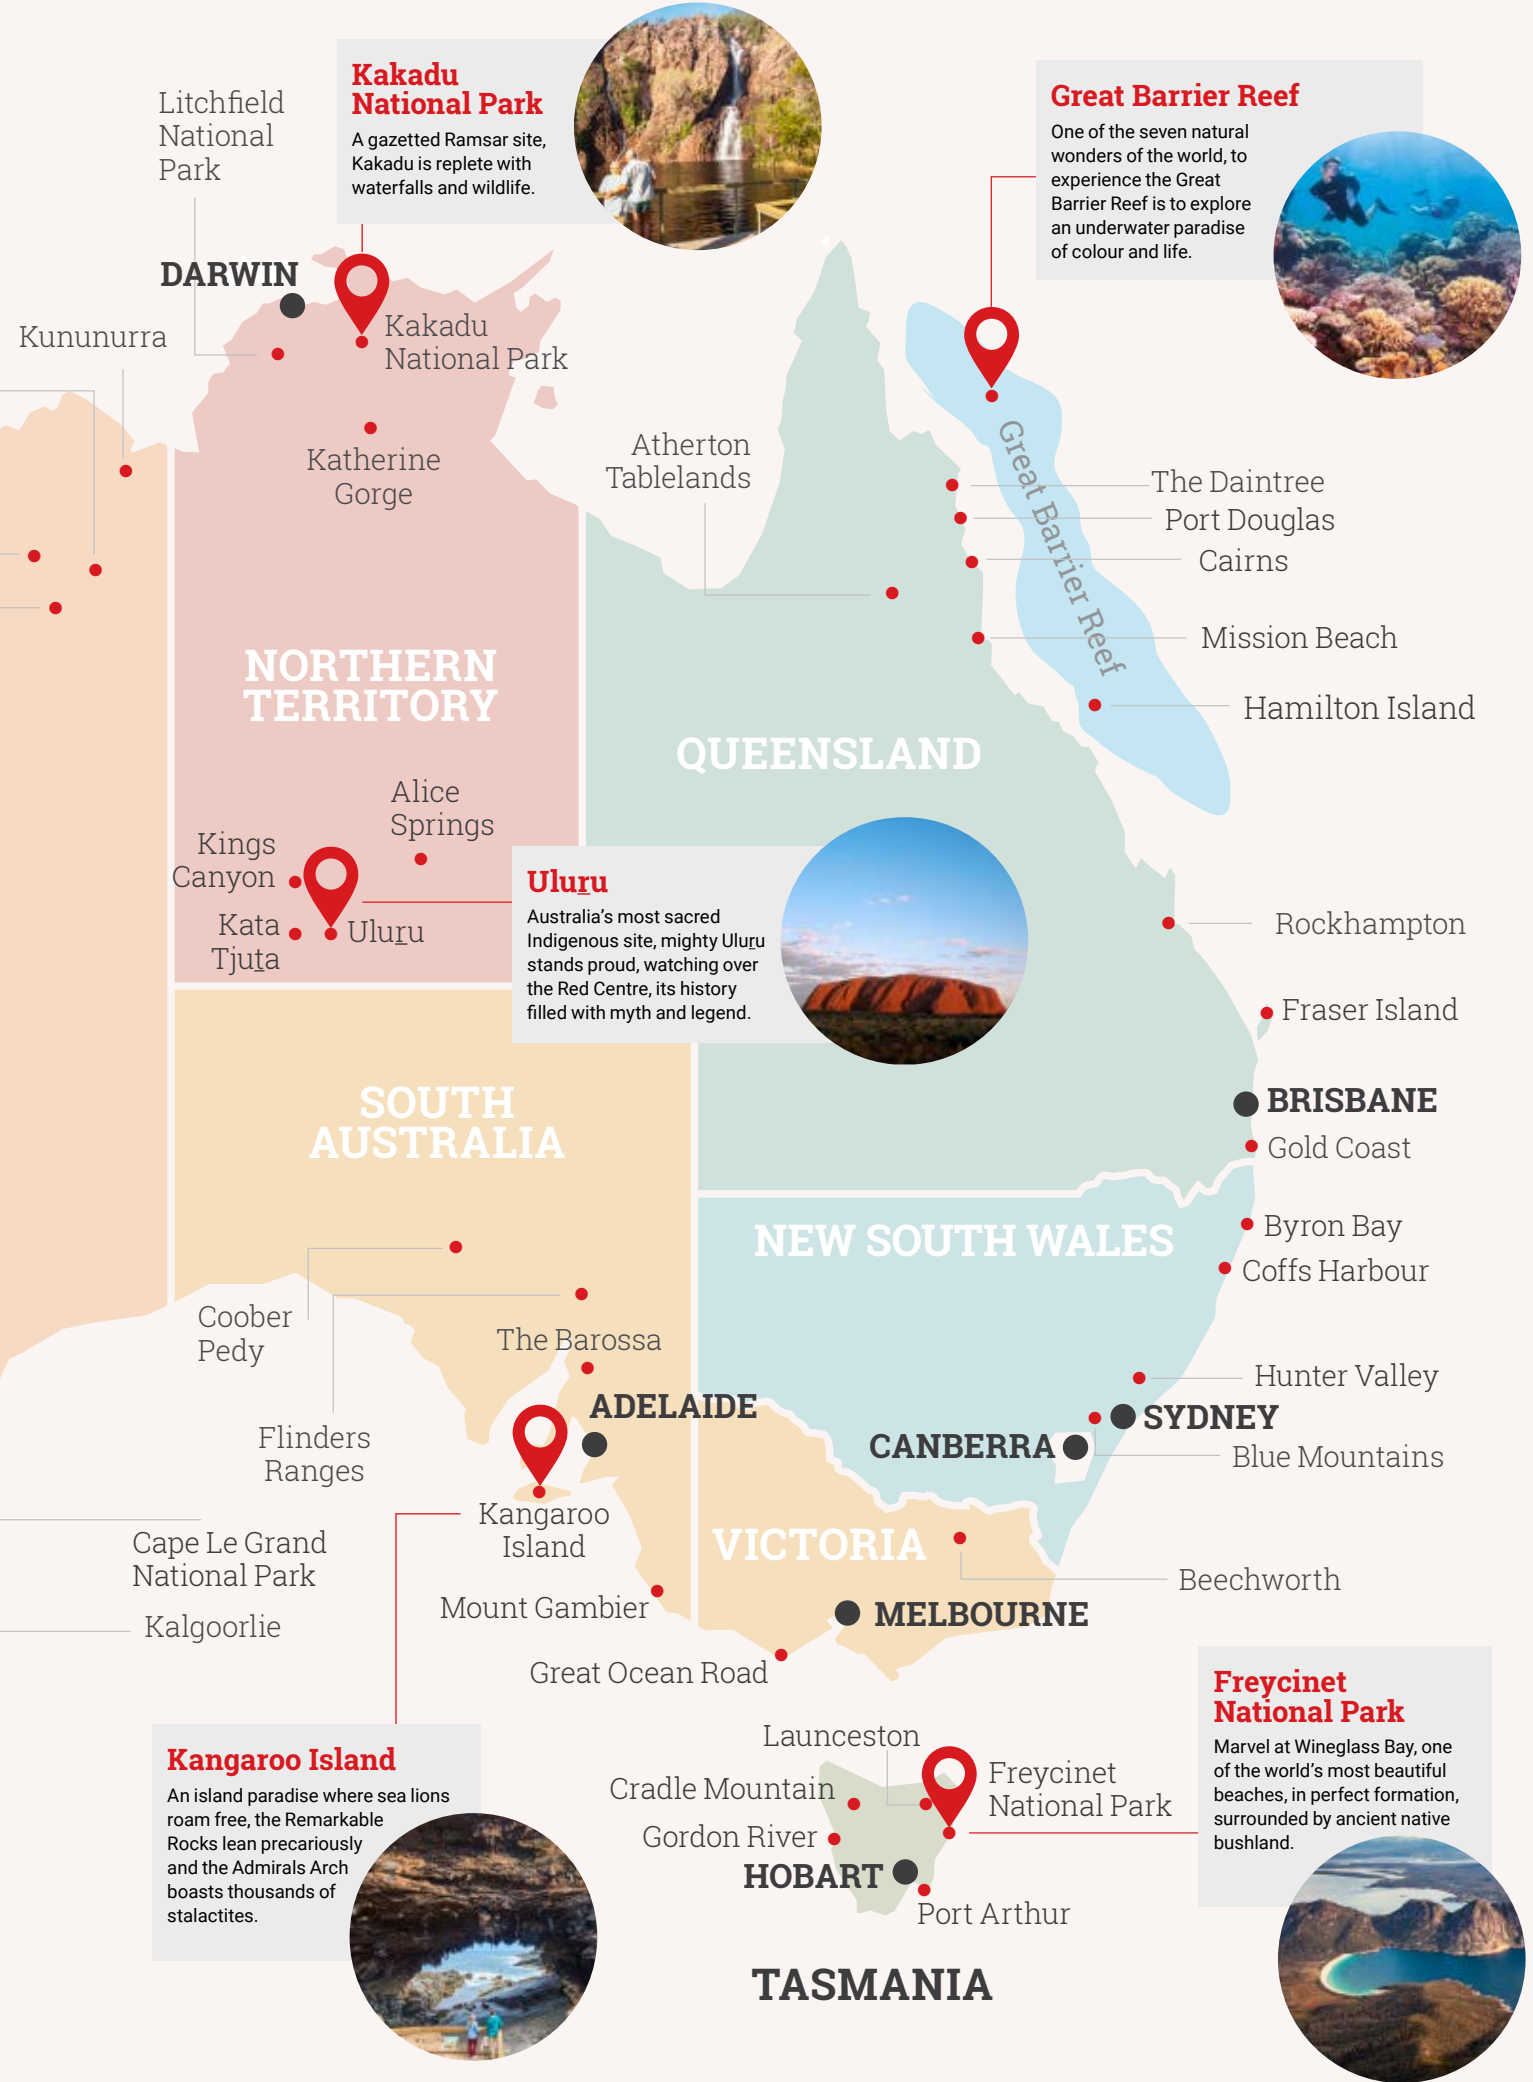 Kakadu
National Park
A gazetted Ramsar site,
Kakadu is replete with
waterfalls and wildlife.
Great Barrier Reef
One of the seven natural
wonders of the world, to
experience the Great
Barrier Reef is to explore
an underwater paradise
of colour and life.
Litchfield
National
Park
DARWIN
Kununurra
Kakadu
National Park
Katherine
Gorge
Atherton
Tablelands
Great Barrier Reef
The Daintree
Port Douglas
Cairns
Mission Beach
Hamilton Island
NORTHERN
TERRITORY
QUEENSLAND
Alice
Springs
Kings
Canyon
Kata
Tjuṯa
Uluṟu
Uluṟu
Australia's most sacred
Indigenous site, mighty Uluṟu
stands proud, watching over
the Red Centre, its history
filled with myth and legend.
Rockhampton
Fraser Island
BRISBANE
Gold Coast
SOUTH
AUSTRALIA
NEW SOUTH WALES
Byron Bay
Coffs Harbour
Coober
Pedy
The Barossa
Hunter Valley
ADELAIDE
SYDNEY
CANBERRA
Blue Mountains
Flinders
Ranges
Kangaroo
Island
Cape Le Grand
National Park
VICTORIA
Beechworth
Mount Gambier
MELBOURNE
Kalgoorlie
Great Ocean Road
Freycinet
National Park
Marvel at Wineglass Bay, one
of the world's most beautiful
beaches, in perfect formation,
surrounded by ancient native
bushland.
Kangaroo Island
An island paradise where sea lions
roam free, the Remarkable
Rocks lean precariously
and the Admirals Arch
boasts thousands of
stalactites.
Launceston
Cradle Mountain
Freycinet
National Park
Gordon River
HOBART
Port Arthur
TASMANIA